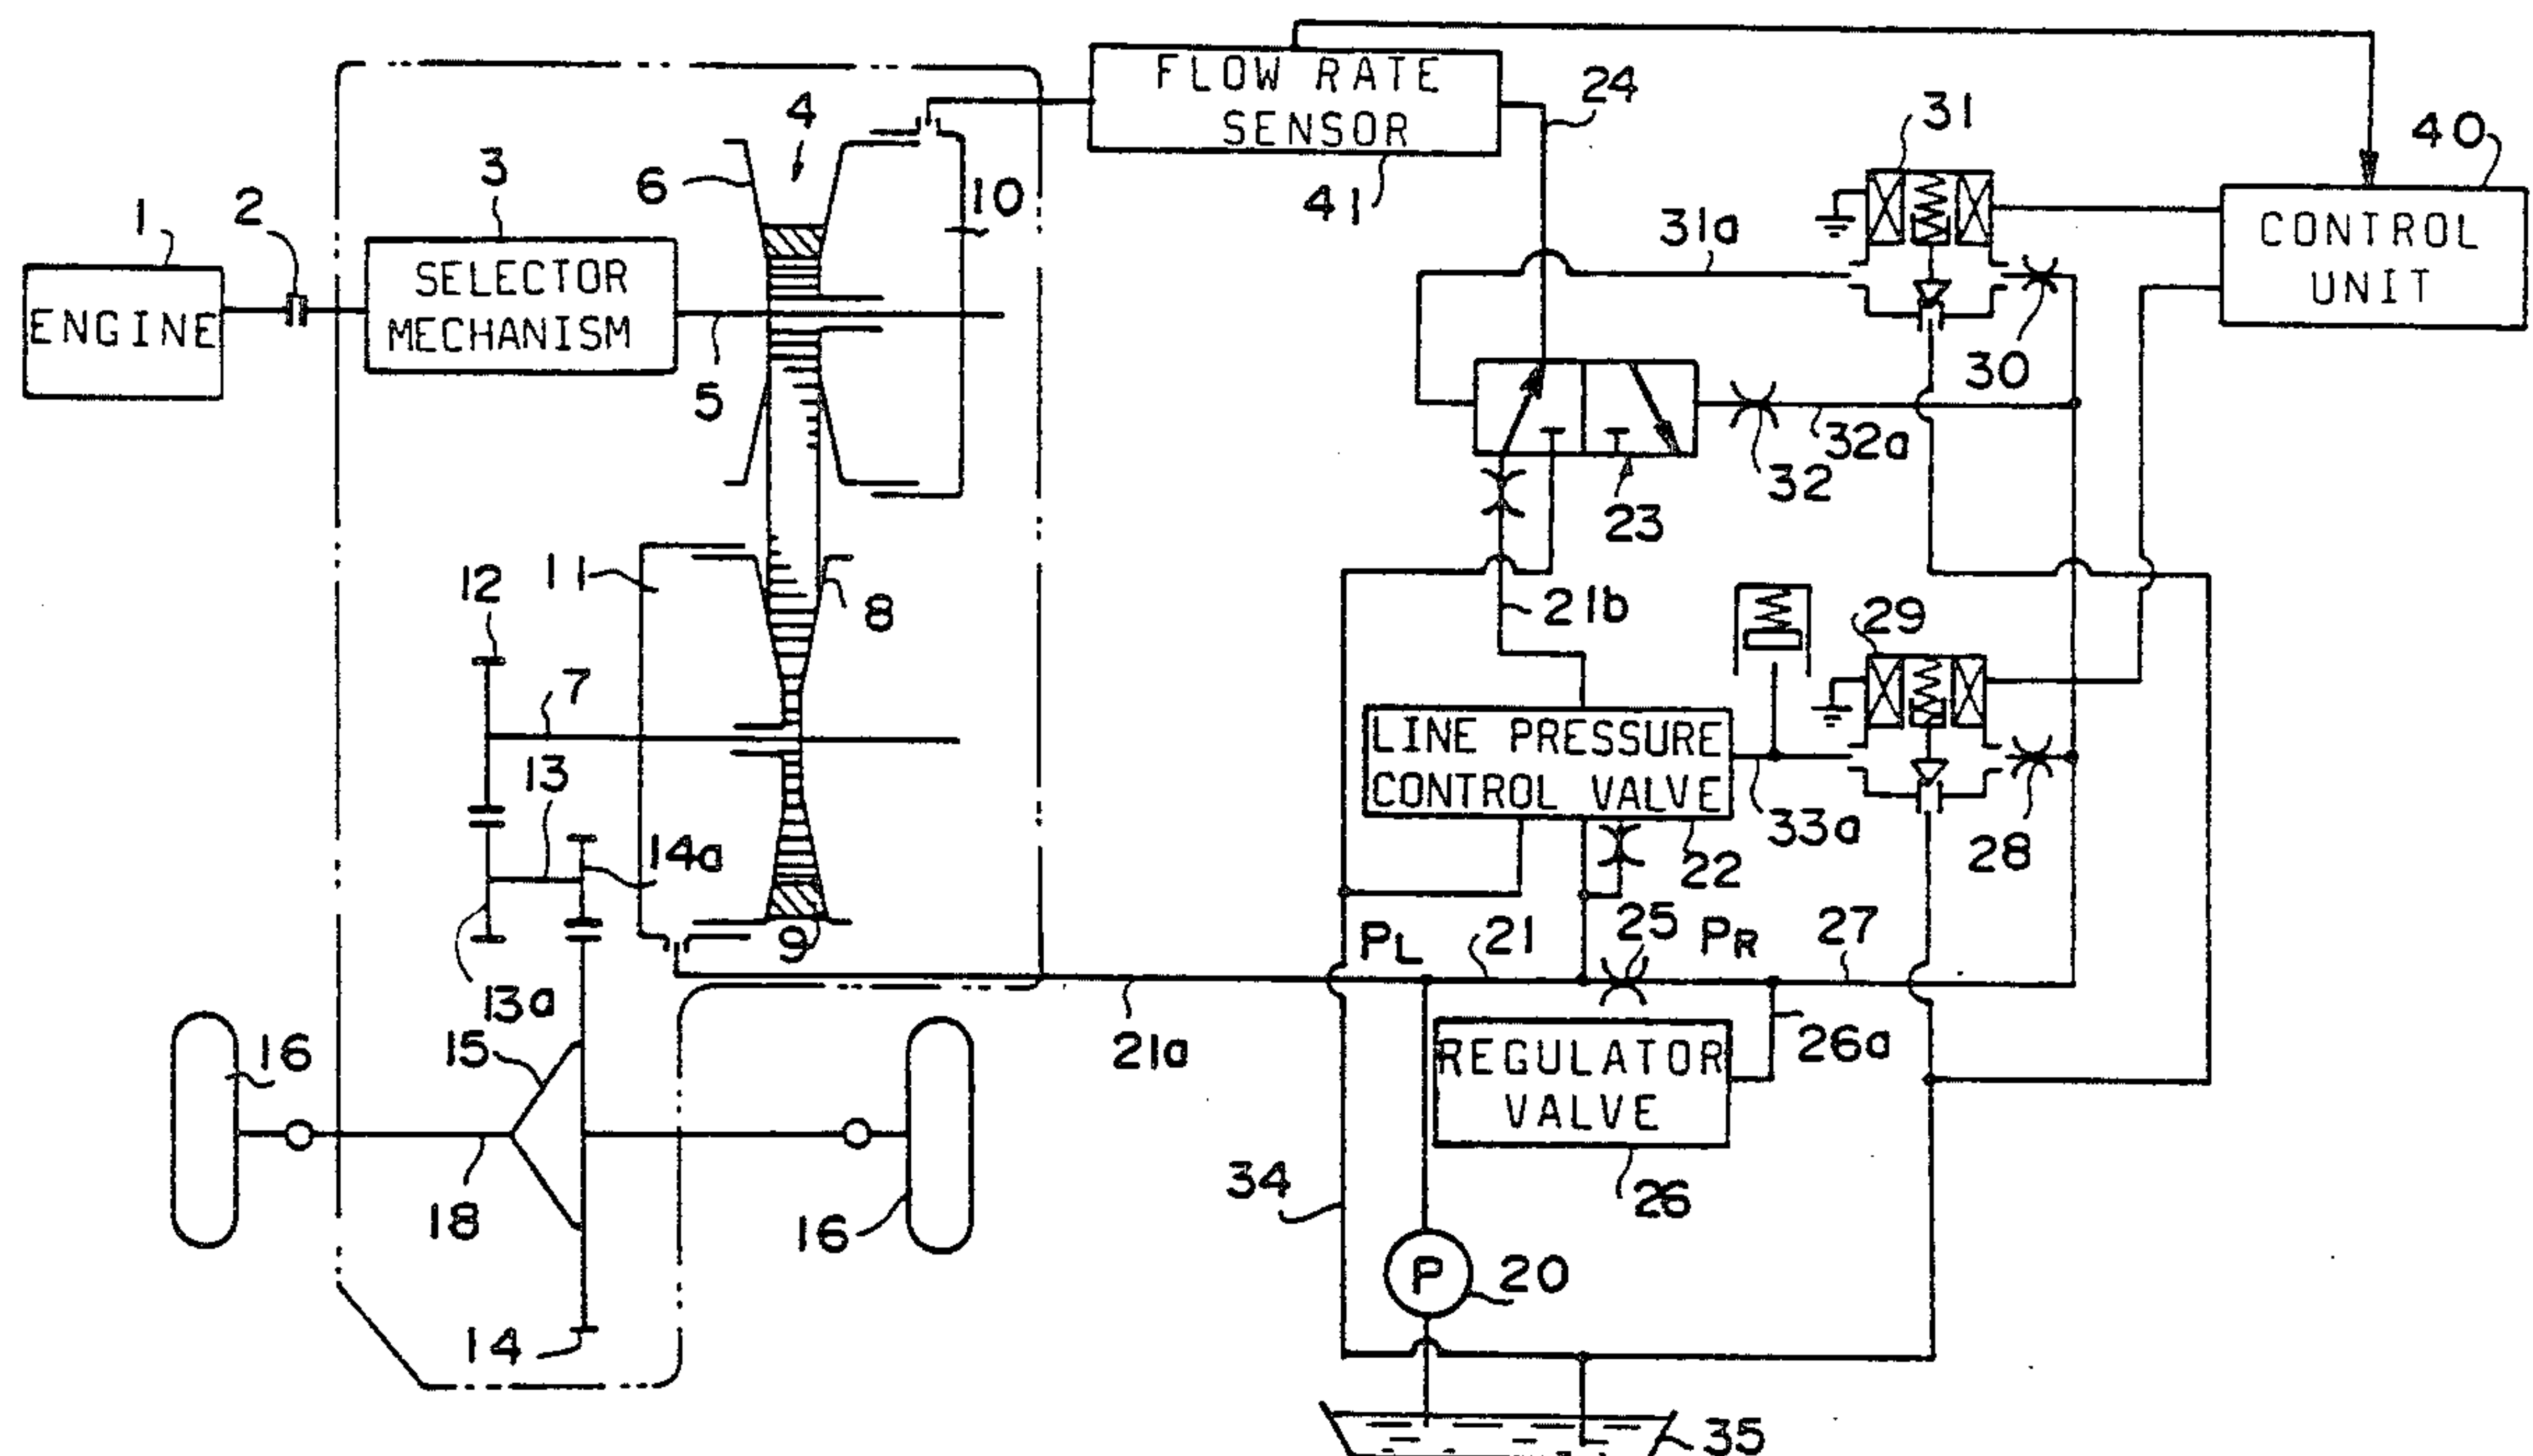 FLOW RATE
SENSOR
24
31
40
4
3
6
41
10
1
2
CONTROL
UNIT
31a
SELECTOR
MECHANISM
ENGINE
5
30
32a
32
23
11
12
8
21b
29
7
LINE PRESSURE
CONTROL VALVE
13
33a
14a
22
28
9
PL
21
25
PR
27
13a
16
15
21a
26a
REGULATOR
VALVE
34
18
16
26
P
20
14
35